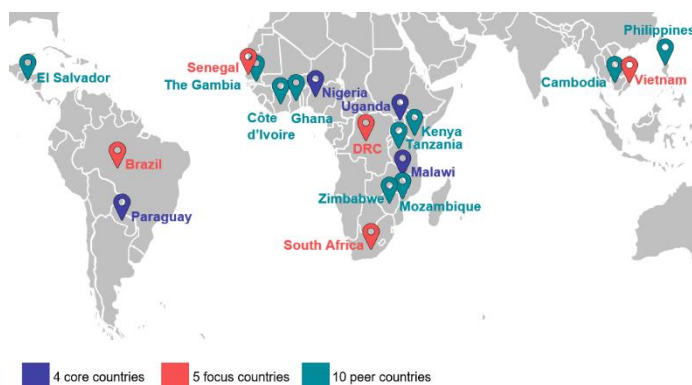 Philippines
Senegal
El Salvador
The Gambia
Nigeria
Cambodia
Vietnam
Uganda
Côte
d'Ivoire
Ghana
Kenya
Tanzania
DRC
Brazil
Malawi
Zimbabwe
Mozambique
Paraguay
South Africa
4 core countries
5 focus countries
10 peer countries